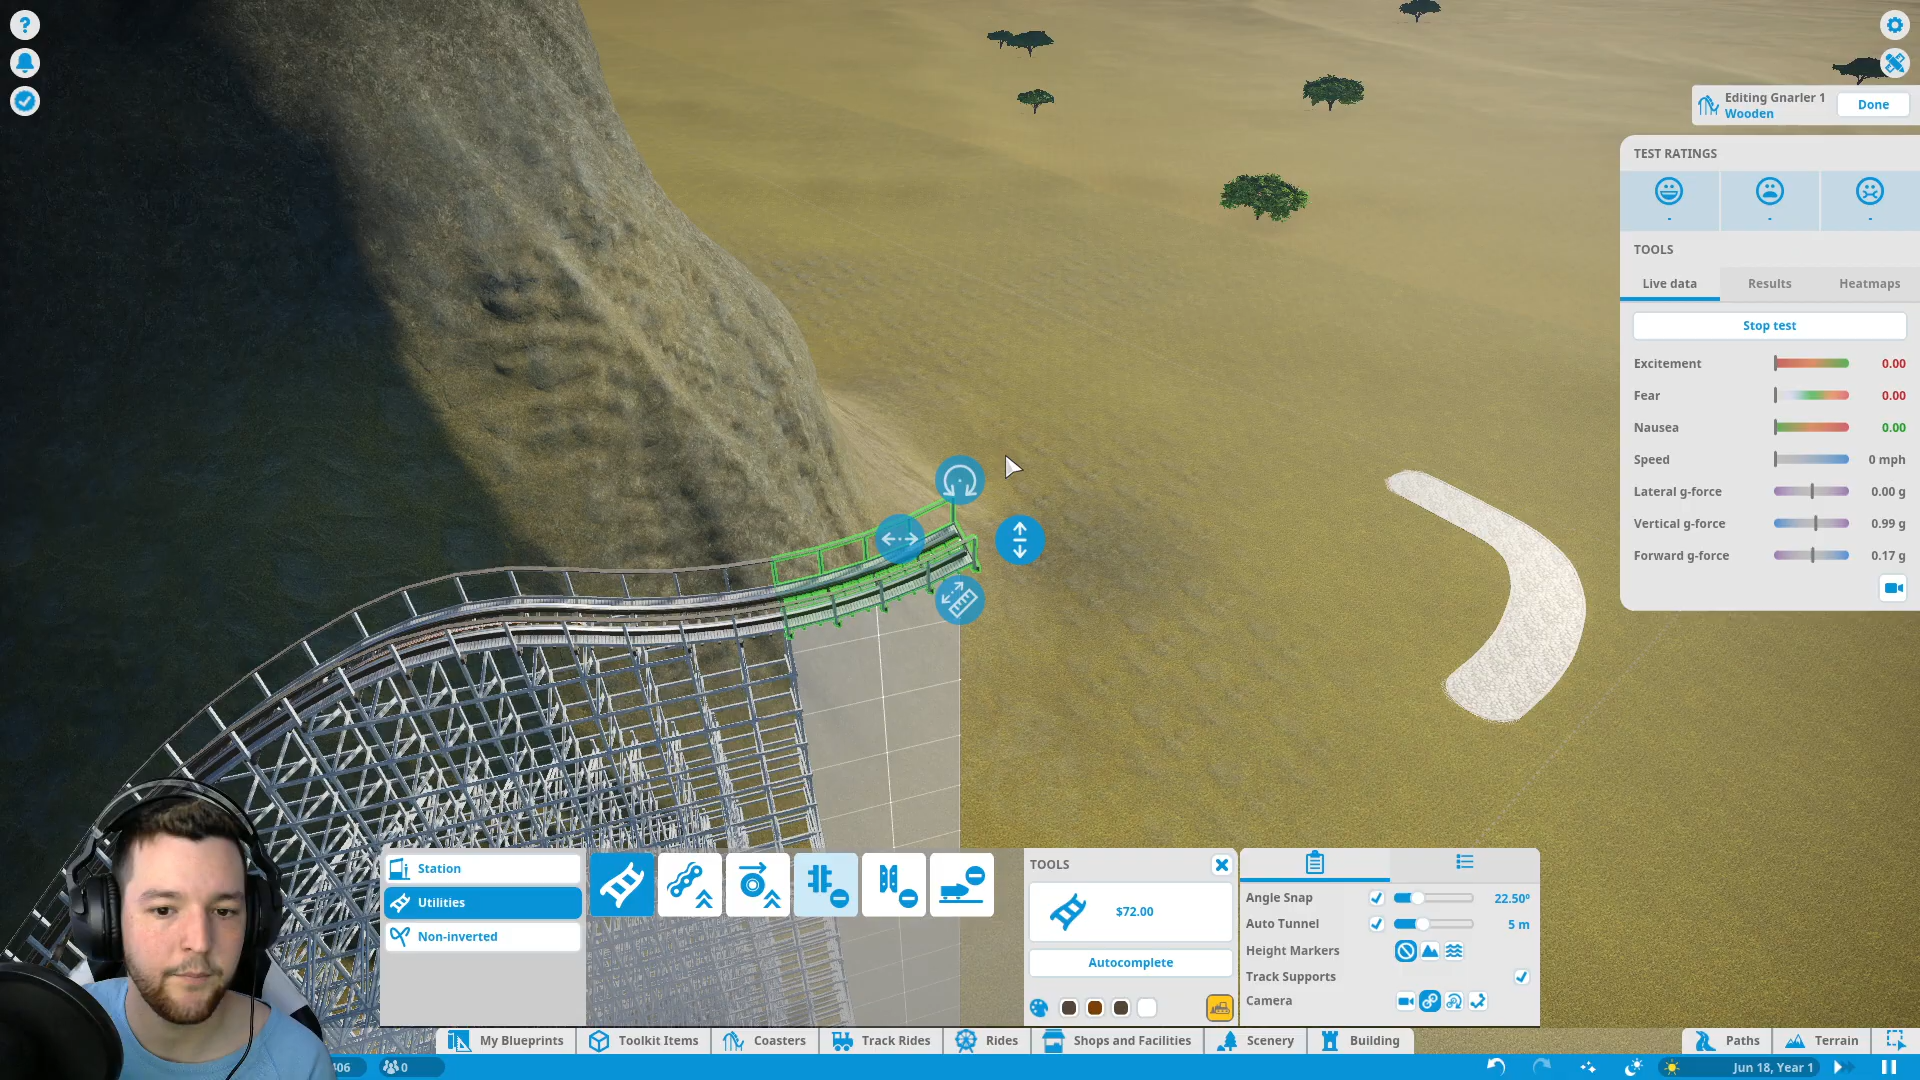 ?
Editing Gnarler 1
Wooden
Done
TEST RATINGS
- - -
TOOLS
Live data Results Heatmaps
Stop test
Excitement 0.00
Fear 0.00
Nausea 0.00
Speed 0 mph
Lateral g-force 0.00 g
Vertical g-force 0.99 g
Forward g-force 0.17 g
Station
Utilities
Non-inverted
TOOLS
$72.00
Autocomplete
Angle Snap 22.50º
Auto Tunnel 5 m
Height Markers
Track Supports
Camera
My Blueprints Toolkit Items Coasters Track Rides Rides Shops and Facilities Scenery Building Paths Terrain
0 Jun 18, Year 1